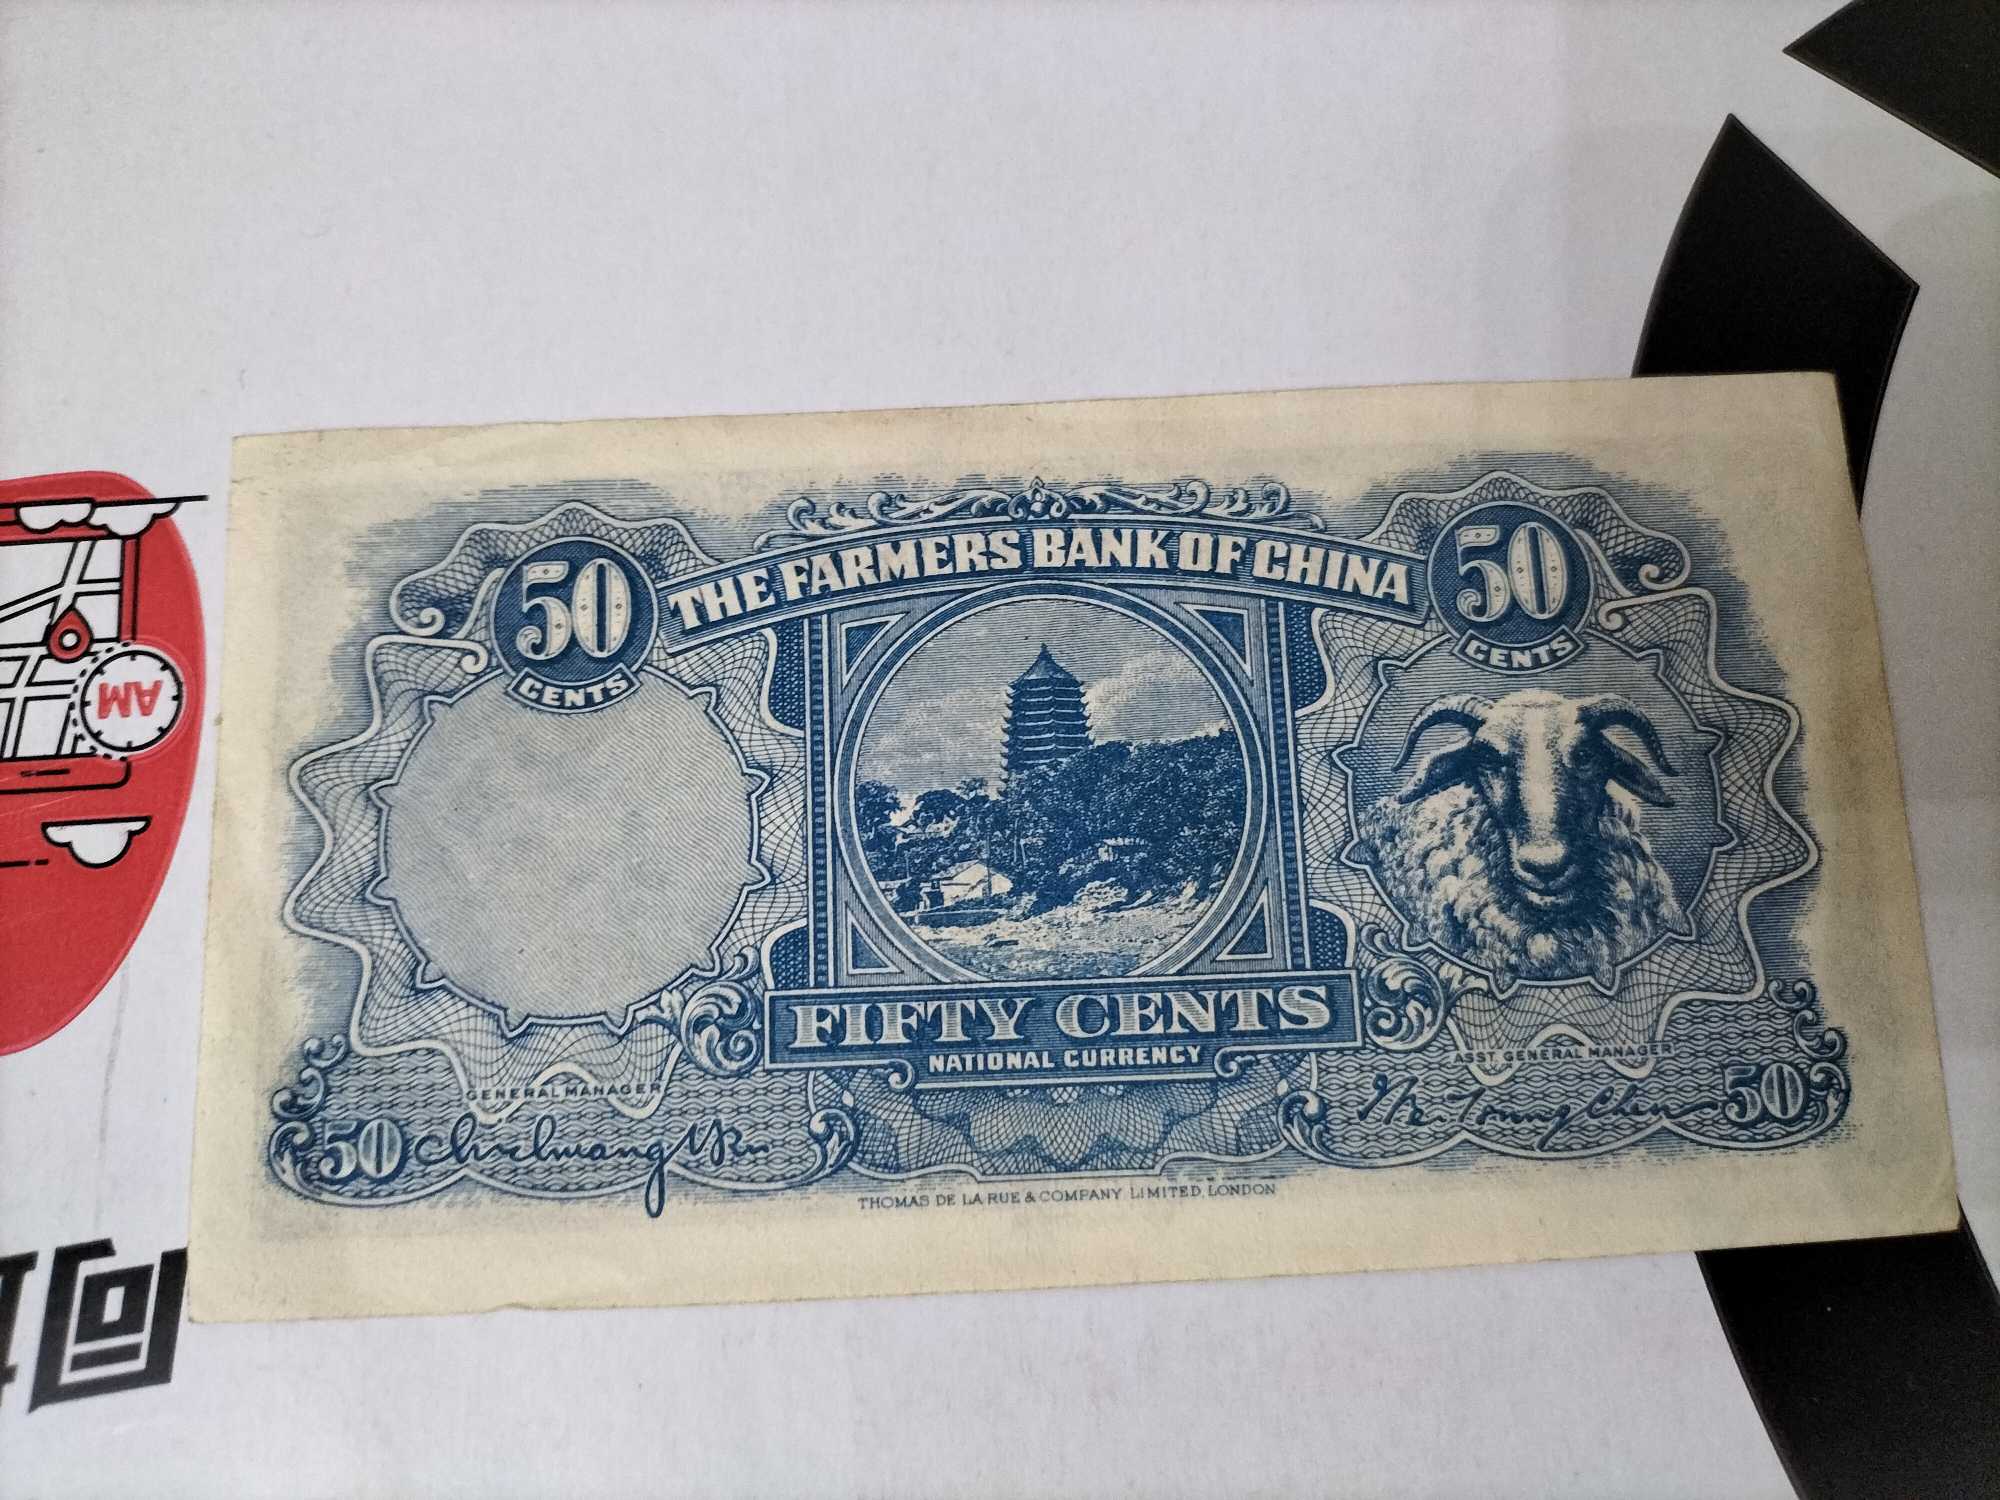 50
CENTS
THE FARMERS BANK OF CHINA
50
CENTS
FIFTY CENTS
NATIONAL CURRENCY
GENERAL MANAGER
ASST GENERAL MANAGER
50
50
THOMAS DE LA RUE & COMPANY LIMITED, LONDON
AM
回